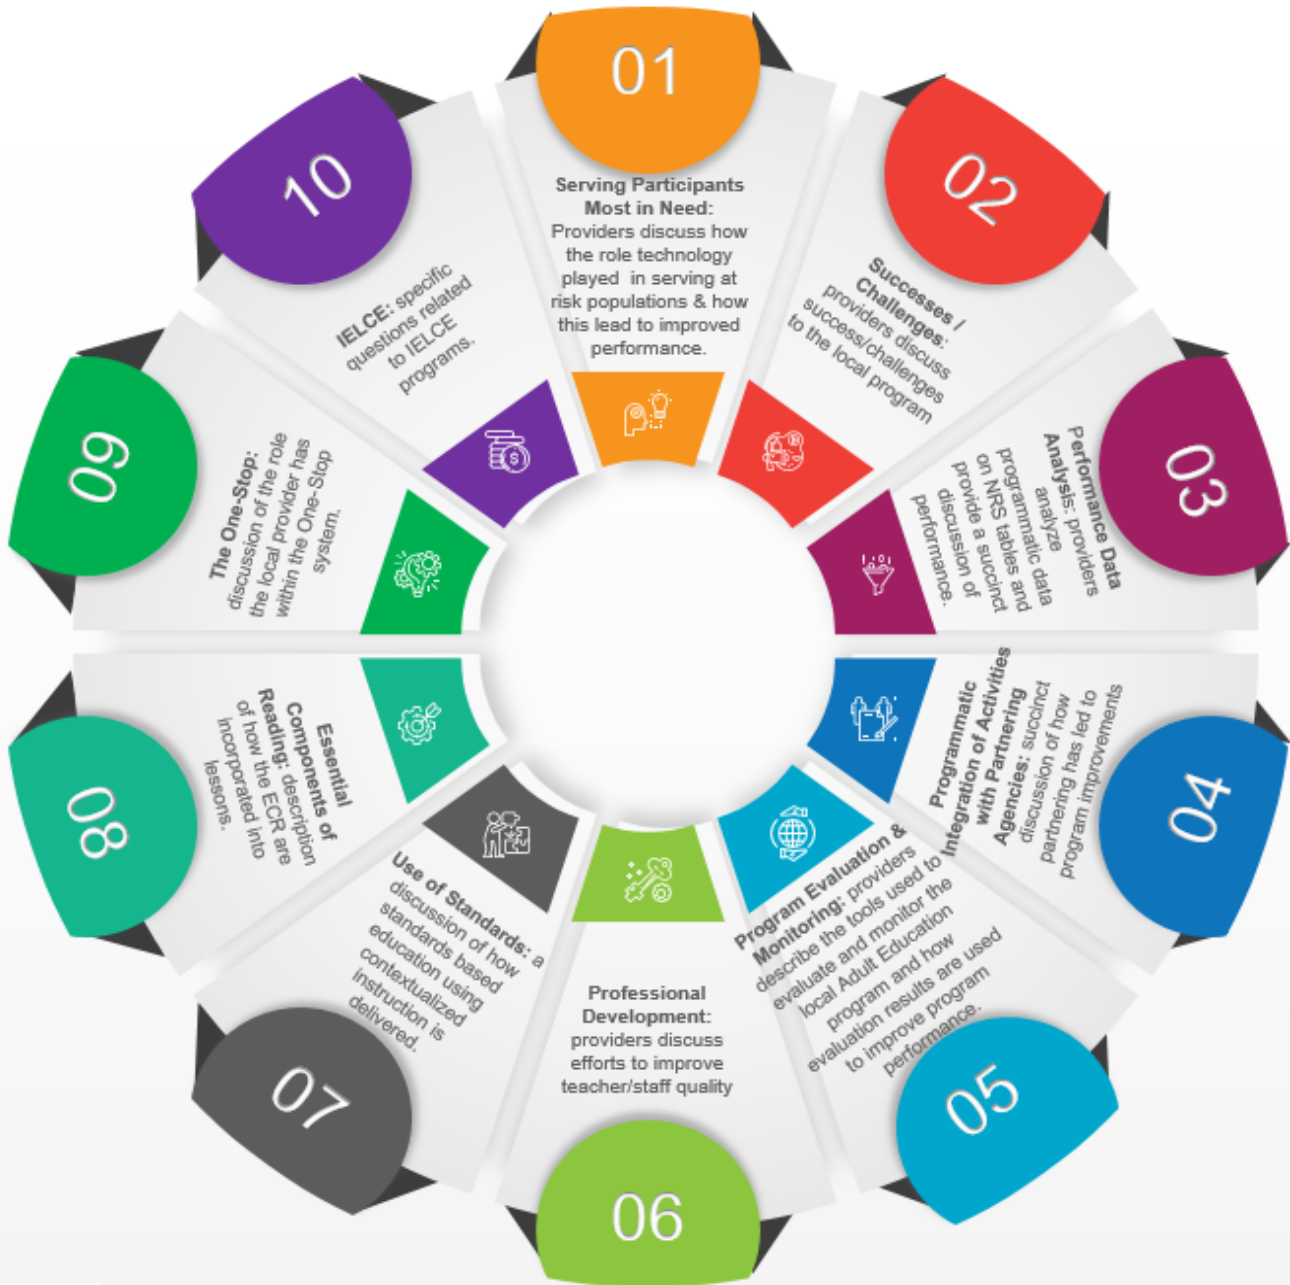 01
Serving Participants
Most in Need:
Providers discuss how
the role technology
played in serving at
risk populations & how
this lead to improved
performance.
02
Successes /
Challenges:
providers discuss
success/challenges
to the local program
03
Performance Data
Analysis: providers
analyze
programmatic data
on NRS tables and
provide a succinct
discussion of
performance.
04
Programmatic
Integration of Activities
with Partnering
Agencies: succinct
discussion of how
partnering has led to
program improvements
05
Program Evaluation &
Monitoring: providers
describe the tools used to
evaluate and monitor the
local Adult Education
program and how
evaluation results are used
to improve program
performance.
06
Professional
Development:
providers discuss
efforts to improve
teacher/staff quality
07
Use of Standards: a
discussion of how
standards based
education using
contextualized
instruction is
delivered.
08
Essential
Components of
Reading: description
of how the ECR are
incorporated into
lessons.
09
The One-Stop:
discussion of the role
the local provider has
within the One-Stop
system.
10
IELCE: specific
questions related
to IELCE
programs.